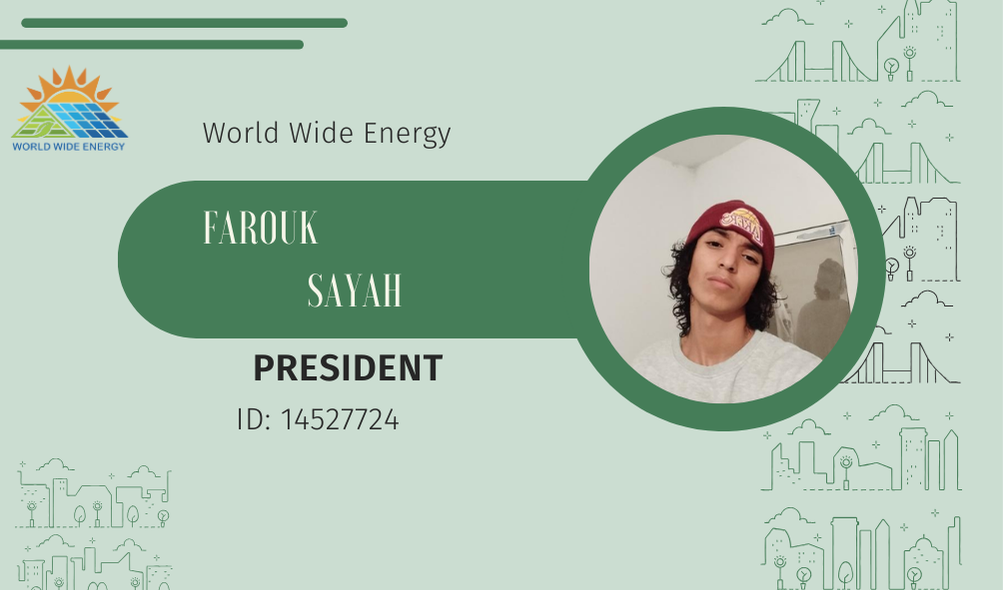 WORLD WIDE ENERGY
World Wide Energy
FAROUK
SAYAH
PRESIDENT
ID: 14527724